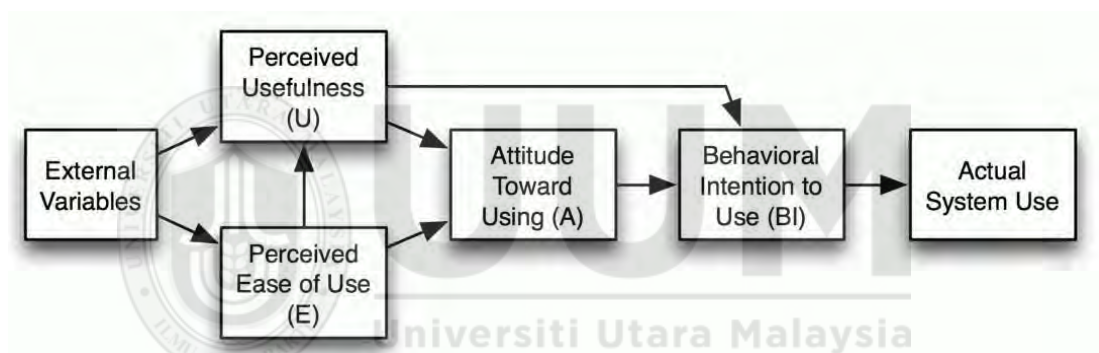 External
Variables
Perceived
Usefulness
(U)
Perceived
Ease of Use
(E)
Attitude
Toward
Using (A)
Behavioral
Intention to
Use (BI)
Actual
System Use
UUM
Universiti Utara Malaysia